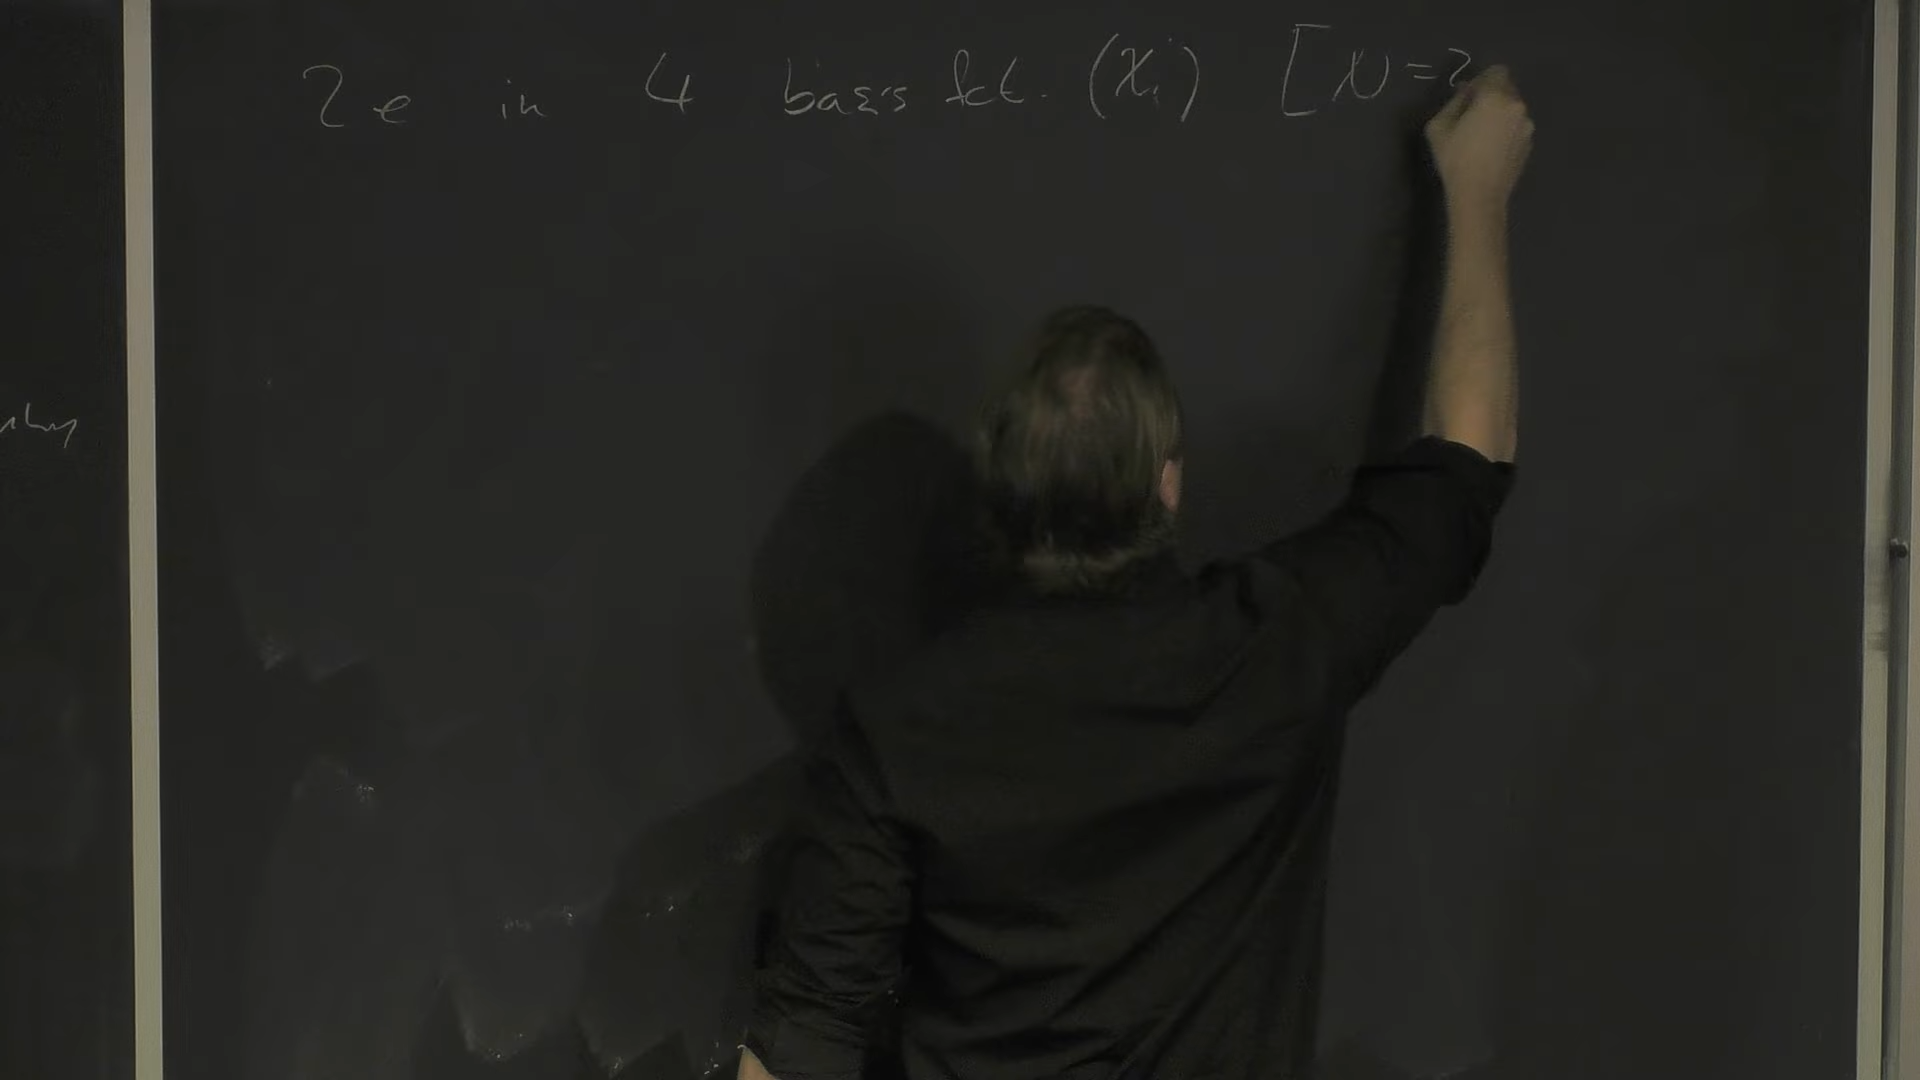 2e in 4 basis fct. (χᵢ) [N=2